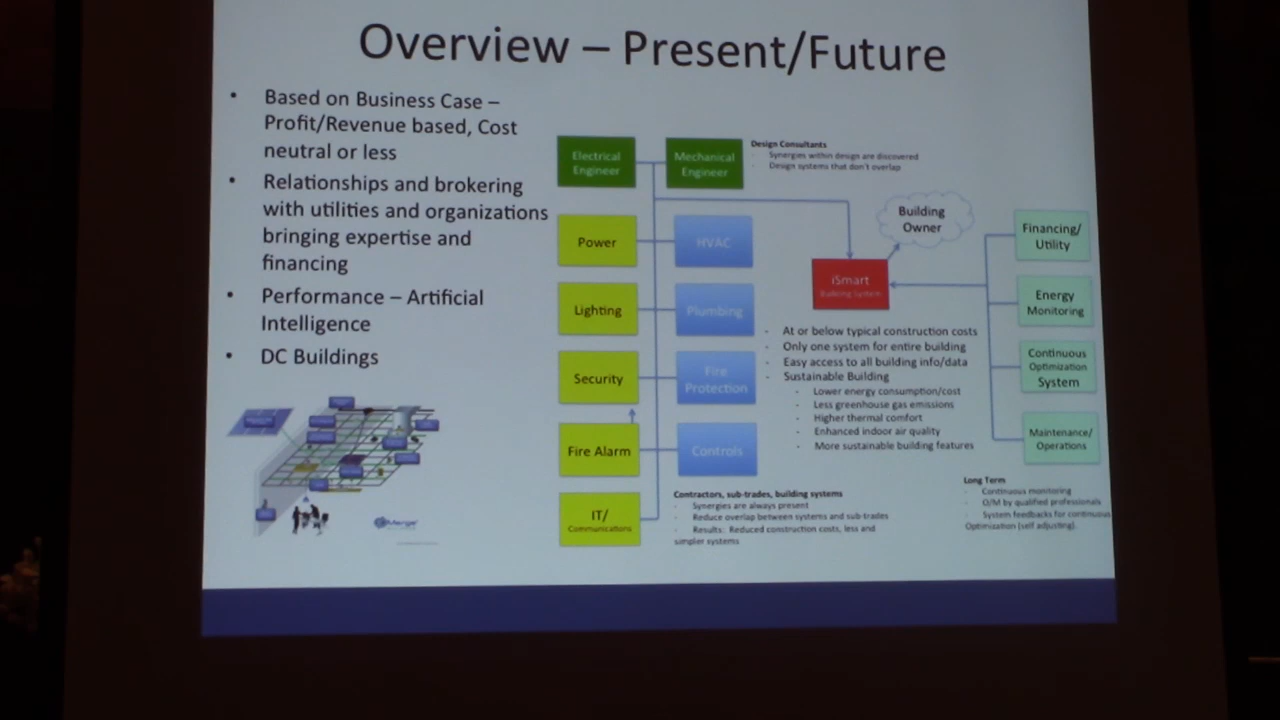 Overview – Present/Future
• Based on Business Case –
Profit/Revenue based, Cost
neutral or less
• Relationships and brokering
with utilities and organizations
bringing expertise and
financing
• Performance – Artificial
Intelligence
• DC Buildings
Electrical
Engineer
Mechanical
Engineer
Design Consultants
- Synergies within design are discovered
- Design systems that don't overlap
Power
HVAC
Lighting
Plumbing
Security
Fire
Protection
Fire Alarm
Controls
IT/
Communications
Building
Owner
iSmart
Building System
Financing/
Utility
Energy
Monitoring
Continuous
Optimization
System
Maintenance/
Operations
- At or below typical construction costs
- Only one system for entire building
- Easy access to all building info/data
- Sustainable Building
- Lower energy consumption/cost
- Less greenhouse gas emissions
- Higher thermal comfort
- Enhanced indoor air quality
- More sustainable building features
Contractors, sub-trades, building systems
- Synergies are always present
- Reduce overlap between systems and sub-trades
- Results: Reduced construction costs, less and
simpler systems
Long Term
- Continuous monitoring
- O/M by qualified professionals
- System feedbacks for continuous
Optimization (self adjusting).
Merge